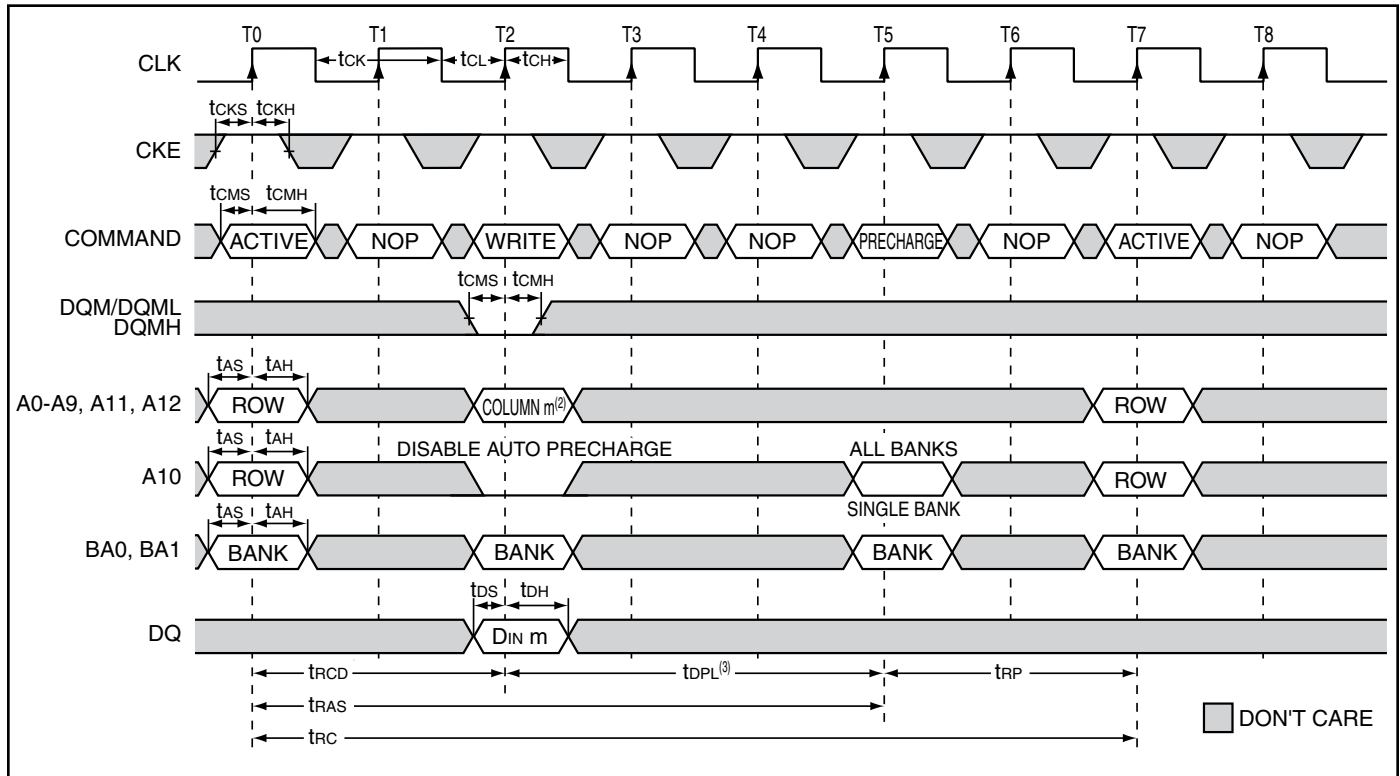 T0 T1 T2 T3 T4 T5 T6 T7 T8
CLK
tCK tCL tCH
tCKS tCKH
CKE
tCMS tCMH
COMMAND ACTIVE NOP WRITE NOP NOP PRECHARGE NOP ACTIVE NOP
tCMS tCMH
DQM/DQML
DQMH
tAS tAH
A0-A9, A11, A12 ROW COLUMN m(2) ROW
tAS tAH DISABLE AUTO PRECHARGE ALL BANKS
A10 ROW ROW
SINGLE BANK
tAS tAH
BA0, BA1 BANK BANK BANK BANK
tDS tDH
DQ DIN m
tRCD tDPL(3) tRP
tRAS
DON'T CARE
tRC